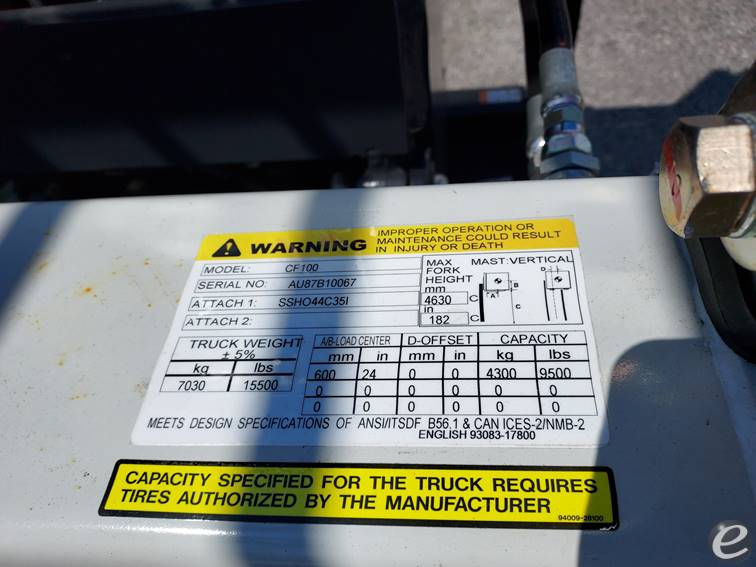 WARNING
IMPROPER OPERATION OR
MAINTENANCE COULD RESULT
IN INJURY OR DEATH
MODEL: CF100
SERIAL NO: AU87B10067
ATTACH 1: SSHO44C35I
ATTACH 2:
MAX
FORK
HEIGHT
mm
4630 C
in
182 C
MAST:VERTICAL
D
A
B
C
TRUCK WEIGHT
± 5%
kg lbs
7030 15500
A/B-LOAD CENTER D-OFFSET CAPACITY
mm in mm in kg lbs
600 24 0 0 4300 9500
0 0 0 0 0 0
0 0 0 0 0 0
MEETS DESIGN SPECIFICATIONS OF ANSI/ITSDF B56.1 & CAN ICES-2/NMB-2
ENGLISH 93083-17800
CAPACITY SPECIFIED FOR THE TRUCK REQUIRES
TIRES AUTHORIZED BY THE MANUFACTURER
94009-28100
e